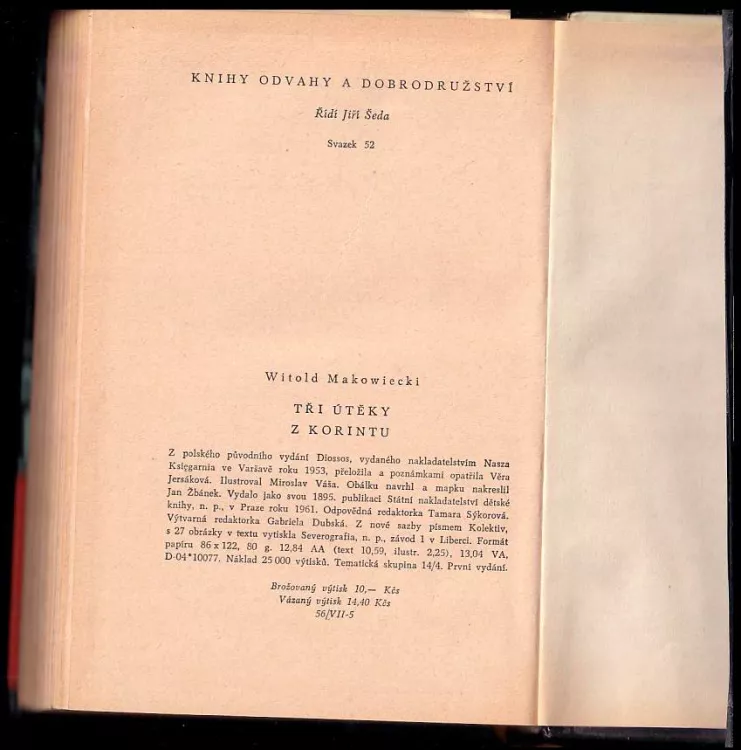 KNIHY ODVAHY A DOBRODRUŽSTVÍ
Řídí Jiří Šeda
Svazek 52
Witold Makowiecki
TŘI ÚTĚKY
Z KORINTU
Z polského původního vydání Diossos, vydaného nakladatelstvím Nasza
Księgarnia ve Varšavě roku 1953, přeložila a poznámkami opatřila Věra
Jersáková. Ilustroval Miroslav Váša. Obálku navrhl a mapku nakreslil
Jan Žbánek. Vydalo jako svou 1895. publikaci Státní nakladatelství dětské
knihy, n. p., v Praze roku 1961. Odpovědná redaktorka Tamara Sýkorová.
Výtvarná redaktorka Gabriela Dubská. Z nové sazby písmem Kolektiv,
s 27 obrázky v textu vytiskla Severografia, n. p., závod 1 v Liberci. Formát
papíru 86 x 122, 80 g. 12,84 AA (text 10,59, ilustr. 2,25), 13,04 VA.
D-04*10077. Náklad 25 000 výtisků. Tematická skupina 14/4. První vydání.
Brožovaný výtisk 10,— Kčs
Vázaný výtisk 14,40 Kčs
56/VII-5